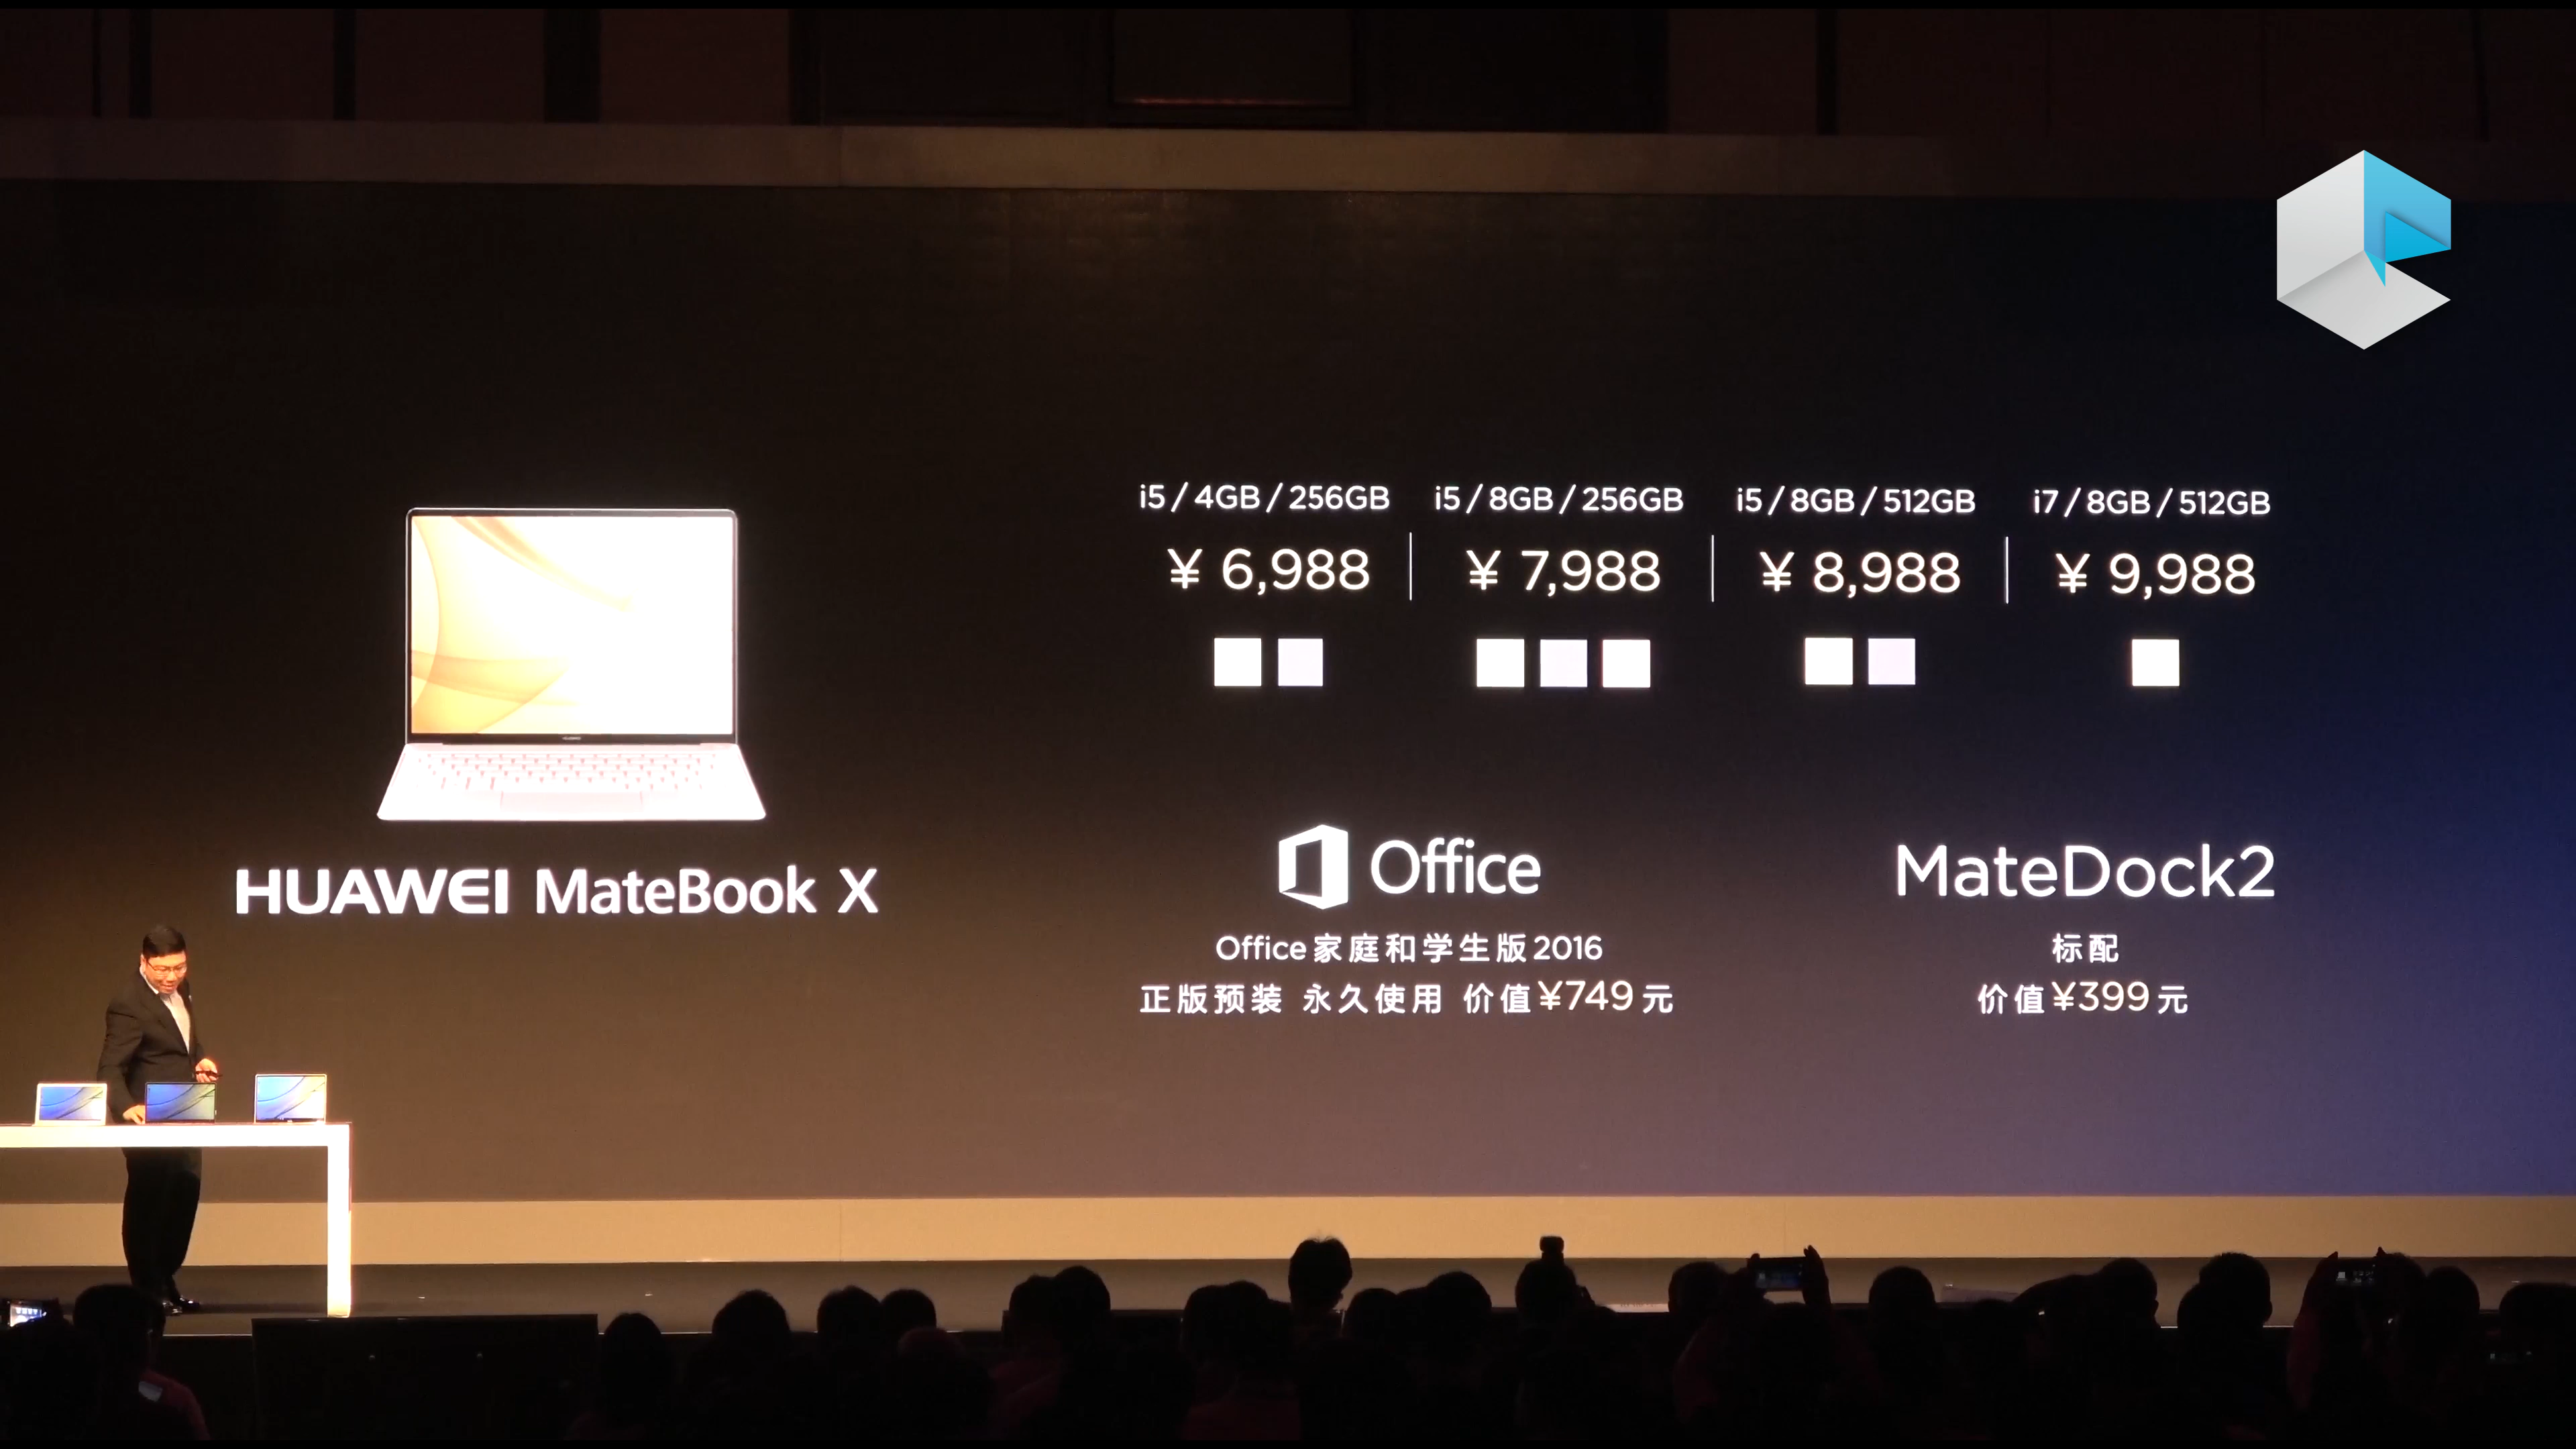 i5/4GB/256GB
¥ 6,988
i5/8GB/256GB
¥ 7,988
i5/8GB/512GB
¥ 8,988
i7/8GB/512GB
¥ 9,988
HUAWEI MateBook X
Office
Office家庭和学生版2016
正版预装 永久使用 价值¥749元
MateDock2
标配
价值¥399元